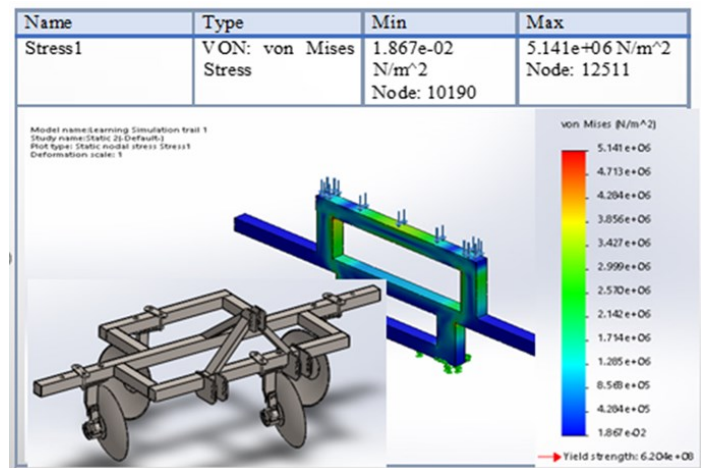 Name Type Min Max
Stress1 VON: von Mises 1.867e-02 5.141e+06 N/m^2
Stress N/m^2 Node: 12511
Node: 10190
Model name:Learning Simulation trail 1
Study name:Static 2(-Default-)
Plot type: Static nodal stress Stress1
Deformation scale: 1
von Mises (N/m^2)
5.141e+06
4.713e+06
4.284e+06
3.856e+06
3.427e+06
2.999e+06
2.570e+06
2.142e+06
1.714e+06
1.285e+06
8.568e+05
4.284e+05
1.867e-02
Yield strength: 6.204e+08